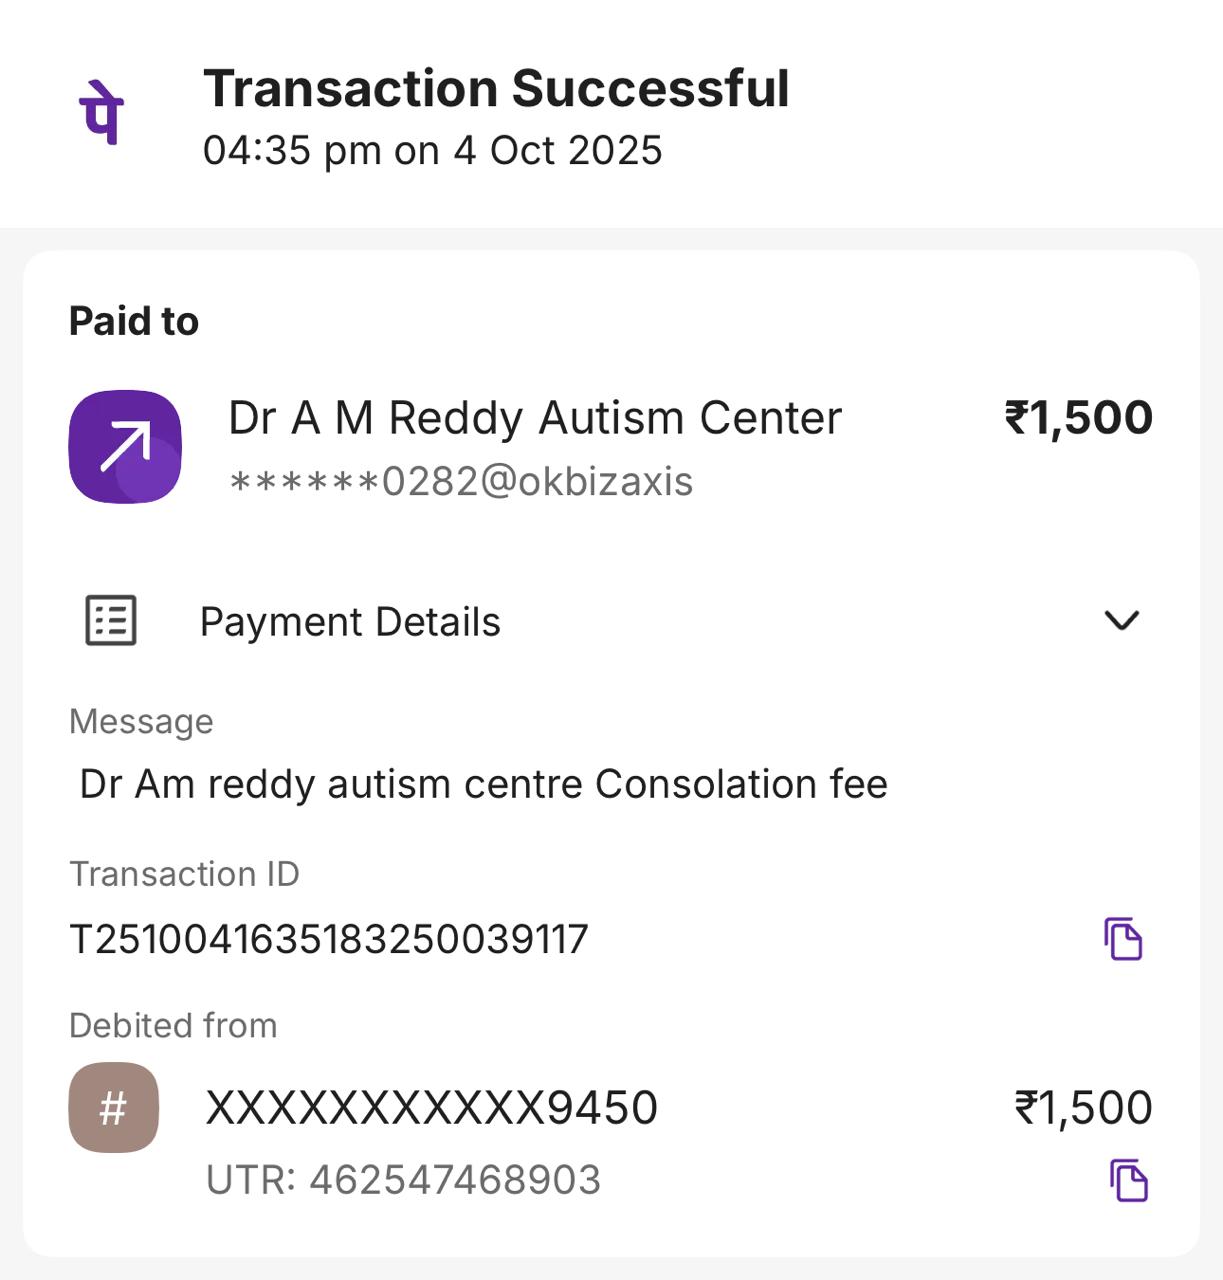 पे
Transaction Successful
04:35 pm on 4 Oct 2025
Paid to
Dr A M Reddy Autism Center ₹1,500
******0282@okbizaxis
Payment Details
Message
Dr Am reddy autism centre Consolation fee
Transaction ID
T2510041635183250039117
Debited from
# XXXXXXXXXXX9450 ₹1,500
UTR: 462547468903